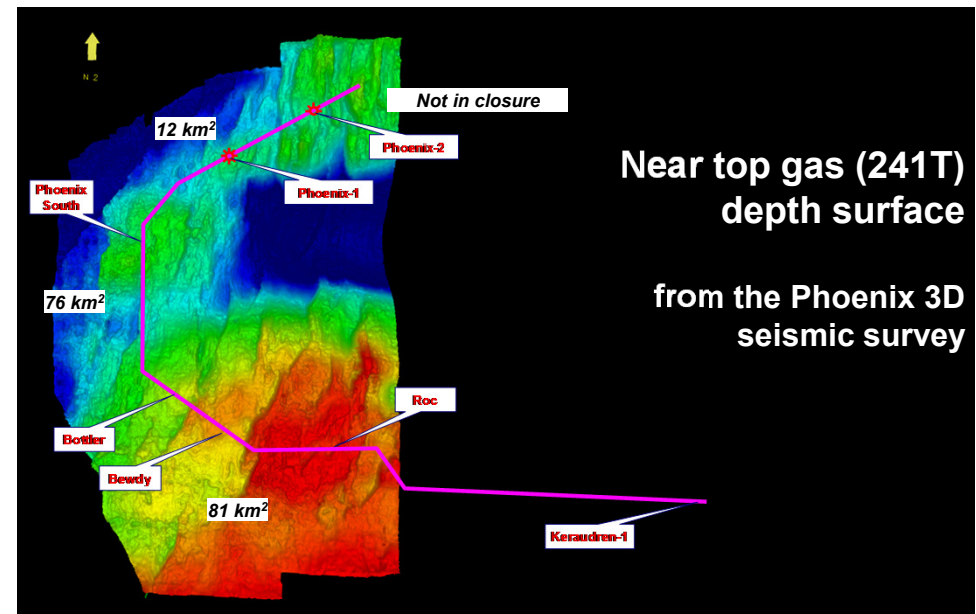 N 2
Not in closure
12 km²
Phoenix-2
Phoenix-1
Phoenix
South
76 km²
Near top gas (241T)
depth surface
from the Phoenix 3D
seismic survey
Roc
Bottler
Bewdy
81 km²
Keraudren-1